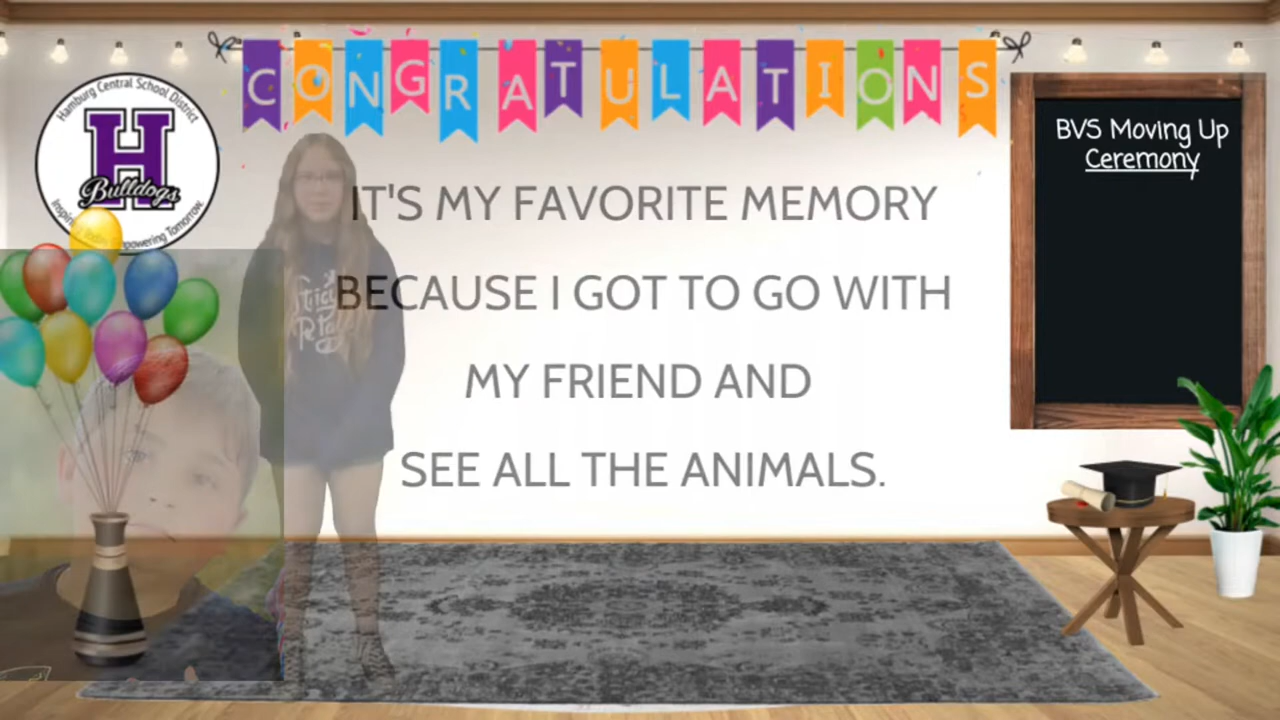 CONGRATULATIONS
Hamburg Central School District
H
Bulldogs
BVS Moving Up
Ceremony
IT'S MY FAVORITE MEMORY
BECAUSE I GOT TO GO WITH
MY FRIEND AND
SEE ALL THE ANIMALS.